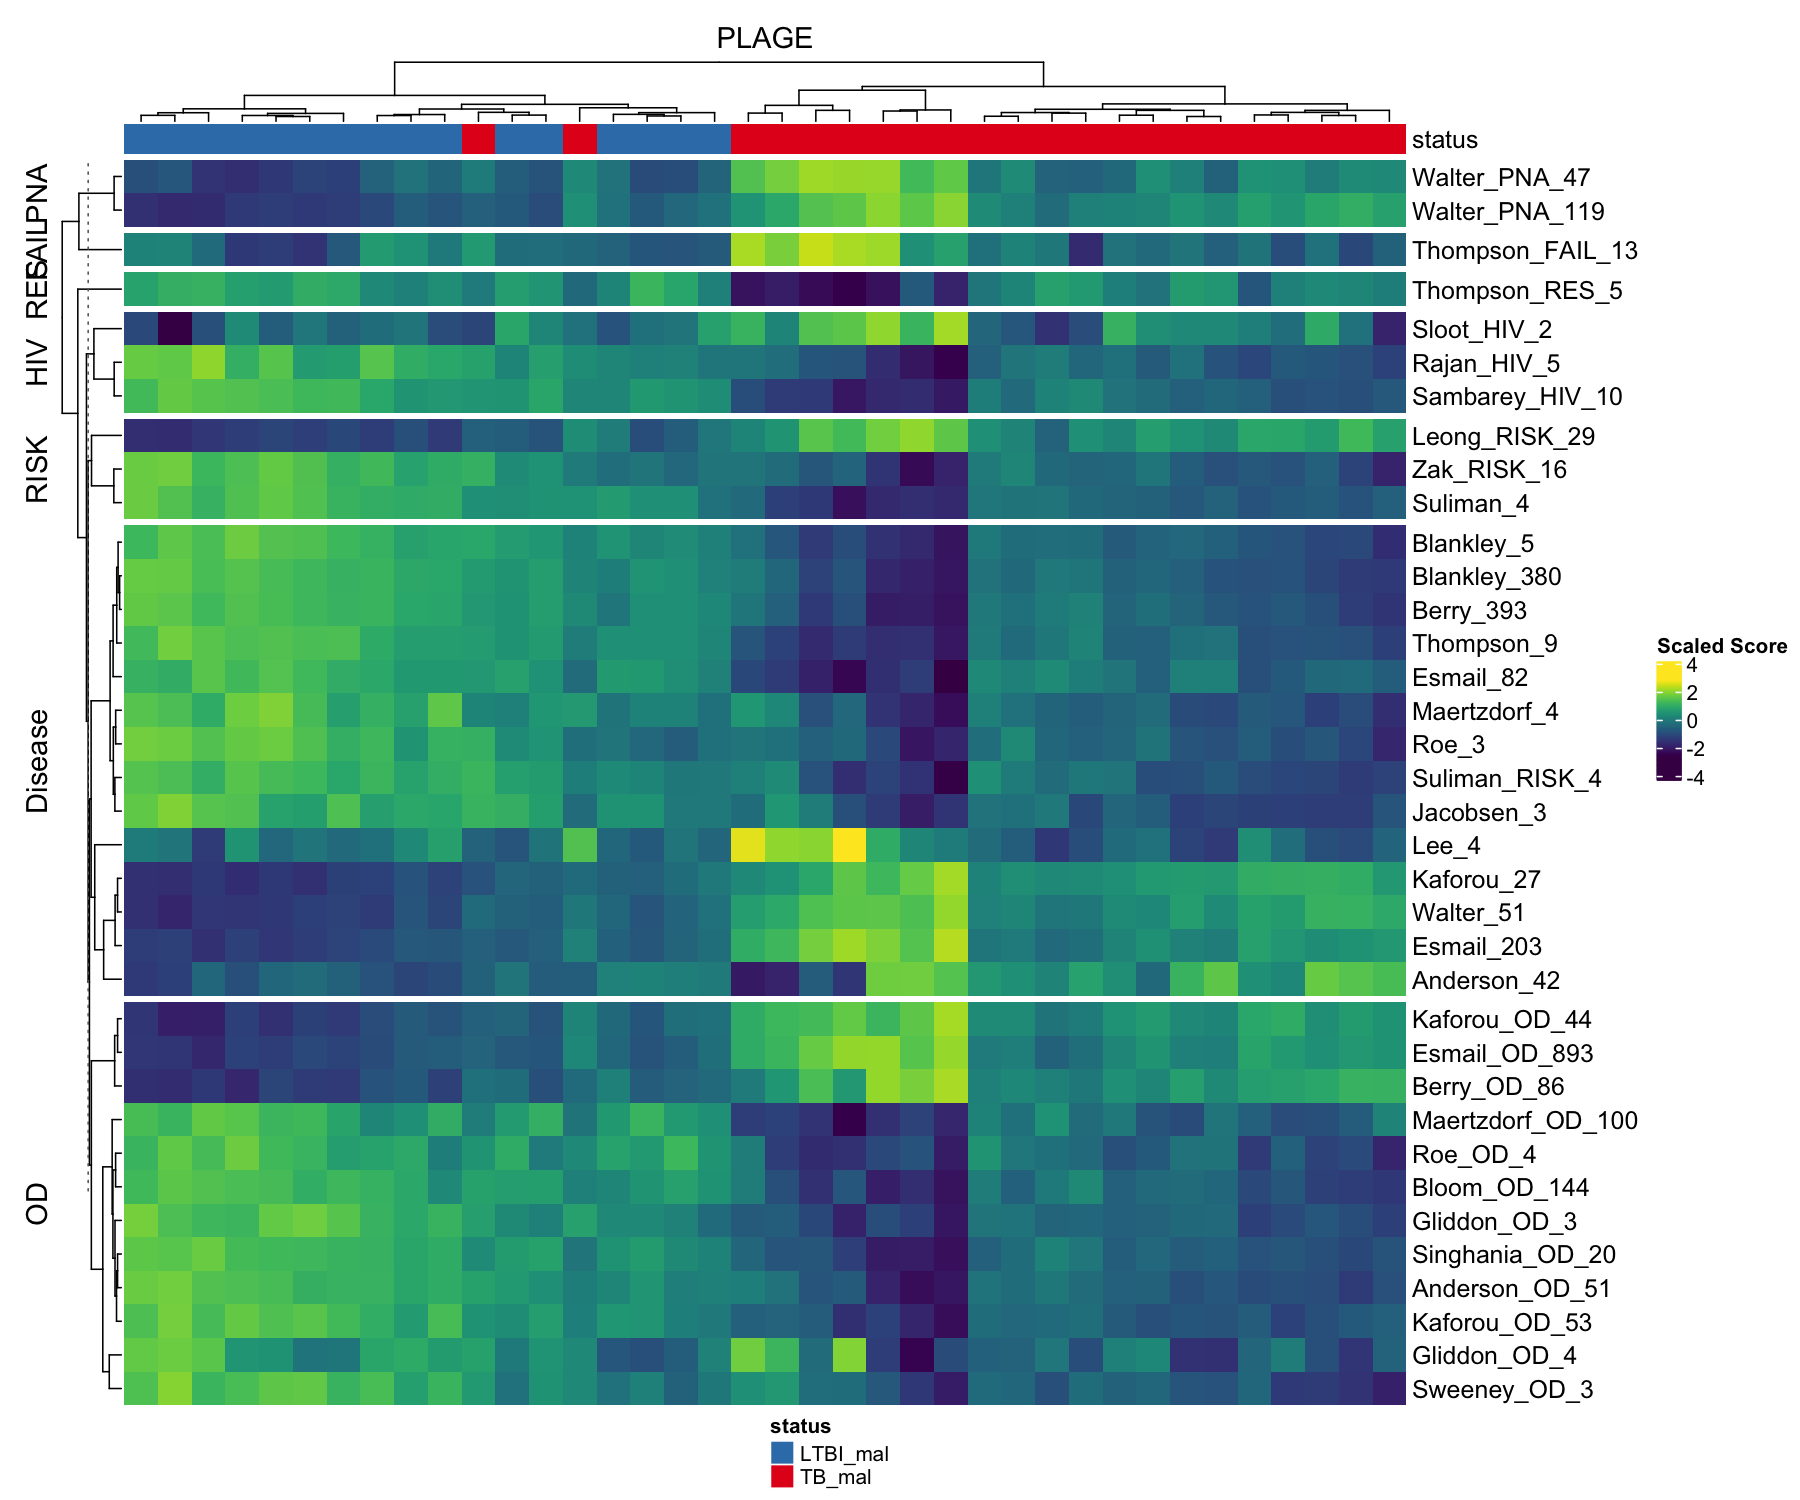 PLAGE
status
PNA
FAIL
RES
HIV
RISK
Disease
OD
Walter_PNA_47
Walter_PNA_119
Thompson_FAIL_13
Thompson_RES_5
Sloot_HIV_2
Rajan_HIV_5
Sambarey_HIV_10
Leong_RISK_29
Zak_RISK_16
Suliman_4
Blankley_5
Blankley_380
Berry_393
Thompson_9
Esmail_82
Maertzdorf_4
Roe_3
Suliman_RISK_4
Jacobsen_3
Lee_4
Kaforou_27
Walter_51
Esmail_203
Anderson_42
Kaforou_OD_44
Esmail_OD_893
Berry_OD_86
Maertzdorf_OD_100
Roe_OD_4
Bloom_OD_144
Gliddon_OD_3
Singhania_OD_20
Anderson_OD_51
Kaforou_OD_53
Gliddon_OD_4
Sweeney_OD_3
Scaled Score
4
2
0
-2
-4
status
LTBI_mal
TB_mal